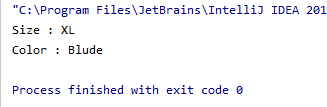 "C:\Program Files\JetBrains\IntelliJ IDEA 201
Size : XL
Color : Blude
Process finished with exit code 0